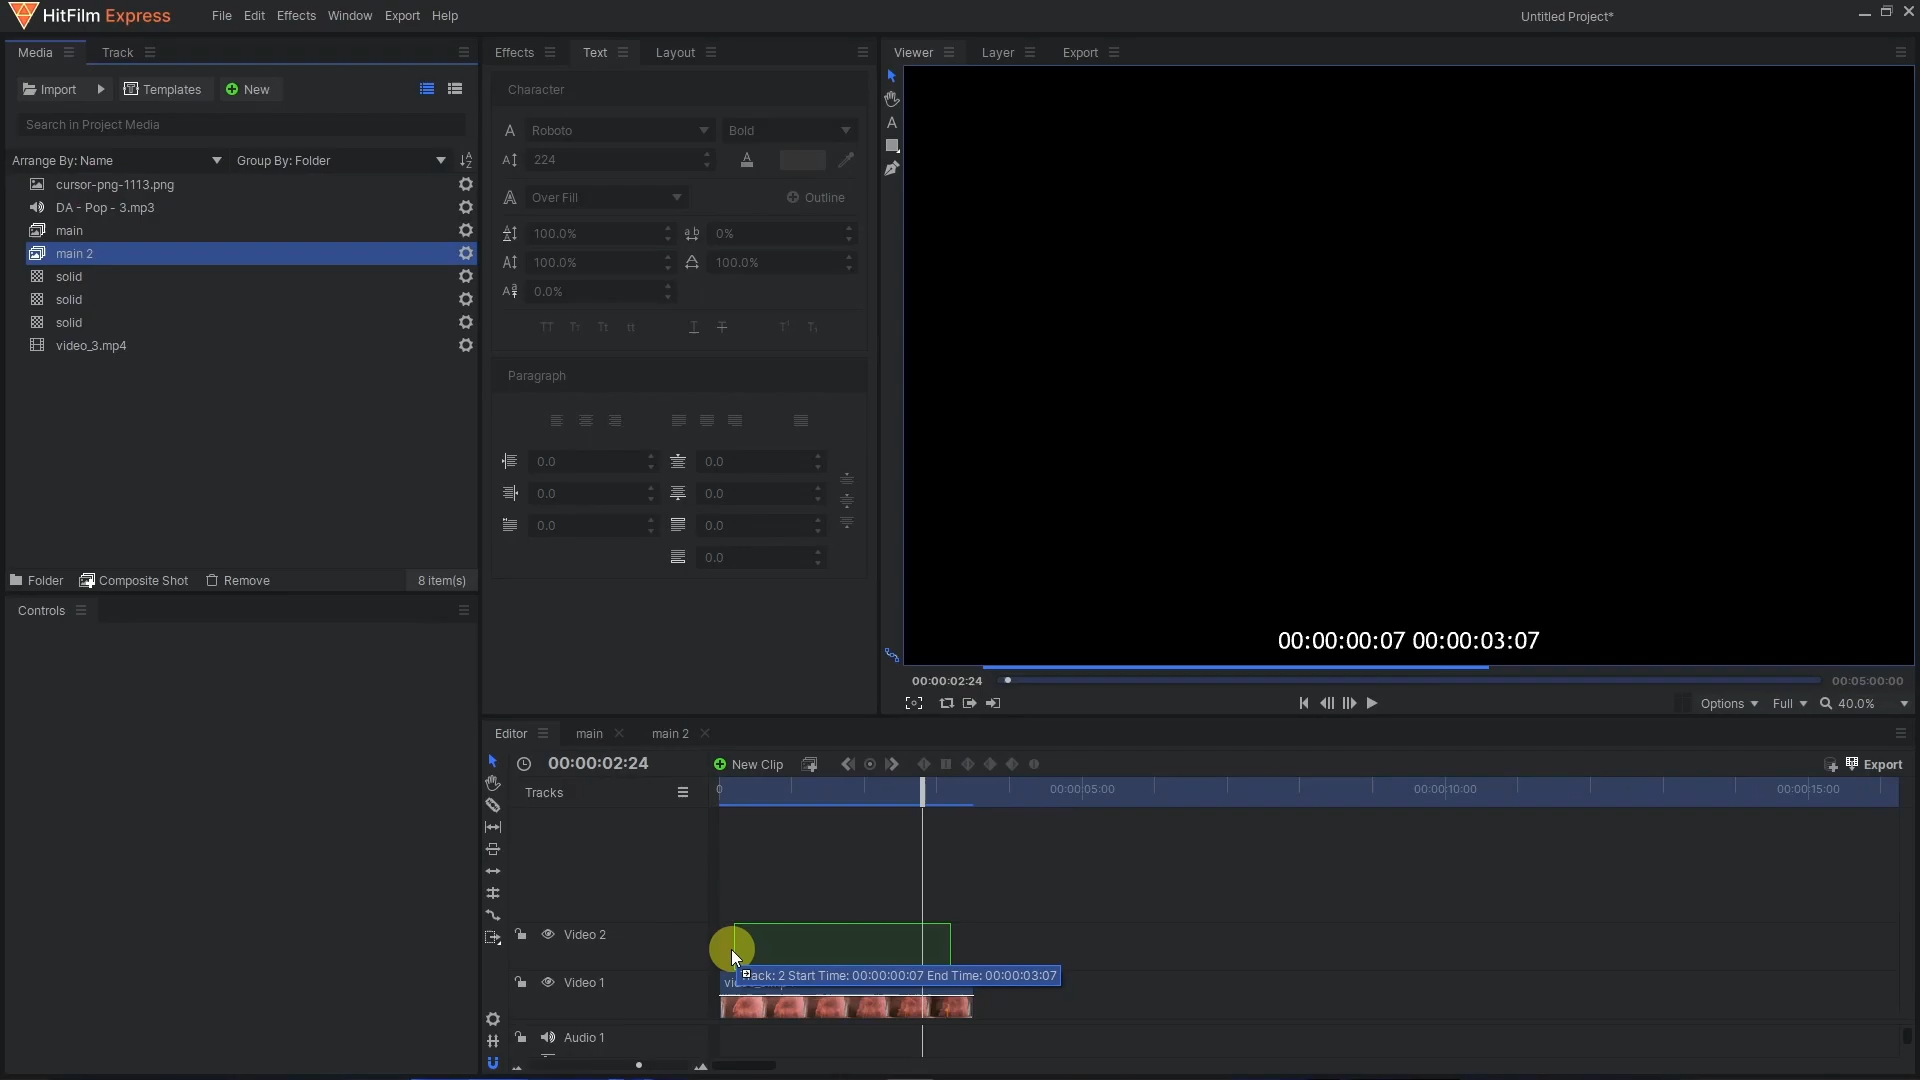 HitFilm Express File Edit Effects Window Export Help Untitled Project*
Media Track Effects Text Layout Viewer Layer Export
Import Templates New
Search in Project Media
Arrange By: Name Group By: Folder
cursor-png-1113.png
DA - Pop - 3.mp3
main
main 2
solid
solid
solid
video_3.mp4
Folder Composite Shot Remove 8 item(s)
Controls
Character
Roboto Bold
224
Over Fill Outline
100.0% 0%
100.0% 100.0%
0.0%
TT Tt tt T T
Paragraph
0.0 0.0
0.0 0.0
0.0 0.0
0.0
00:00:00:07 00:00:03:07
00:00:02:24 00:05:00:00
Options Full 40.0%
Editor main main 2
00:00:02:24 New Clip Export
Tracks 0 00:00:05:00 00:00:10:00 00:00:15:00
Video 2
ack: 2 Start Time: 00:00:00:07 End Time: 00:00:03:07
Video 1
Audio 1